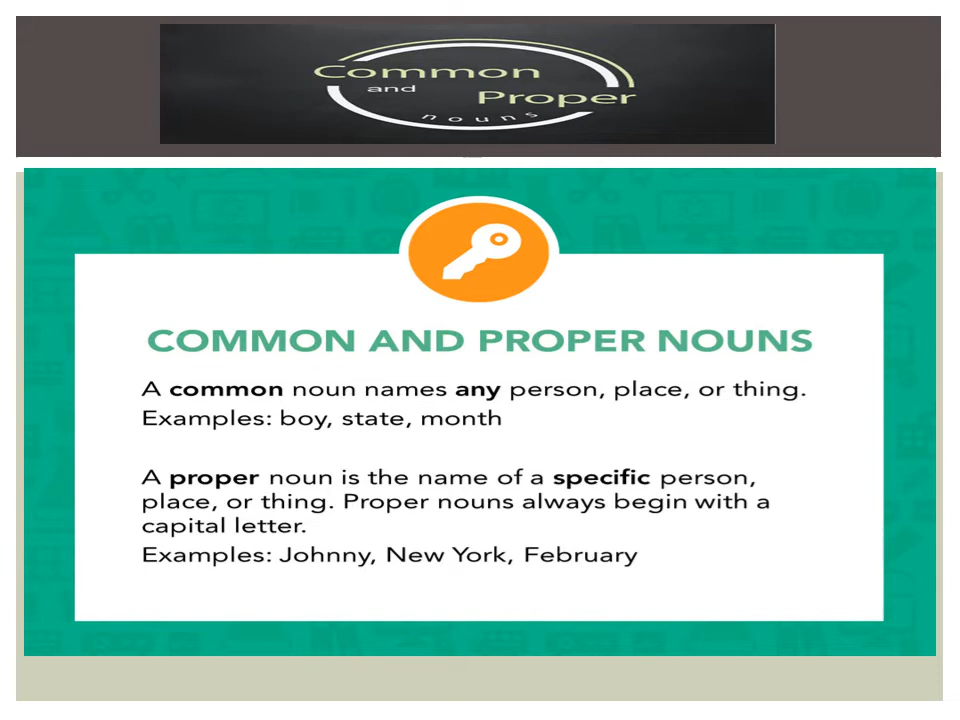 Common
and
Proper
nouns
COMMON AND PROPER NOUNS
A common noun names any person, place, or thing.
Examples: boy, state, month
A proper noun is the name of a specific person,
place, or thing. Proper nouns always begin with a
capital letter.
Examples: Johnny, New York, February